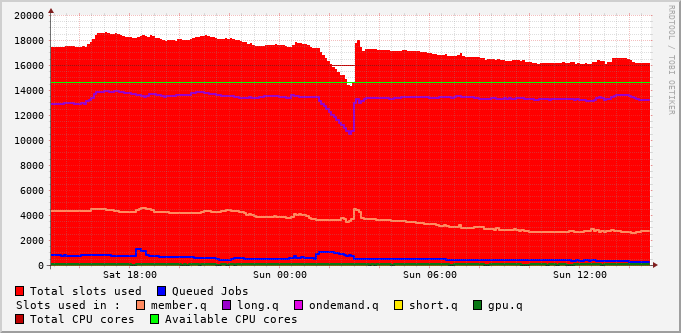 RRDTOOL / TOBI OETIKER
20000
18000
16000
14000
12000
10000
8000
6000
4000
2000
0
Sat 18:00 Sun 00:00 Sun 06:00 Sun 12:00
Total slots used Queued Jobs
Slots used in : member.q long.q ondemand.q short.q gpu.q
Total CPU cores Available CPU cores